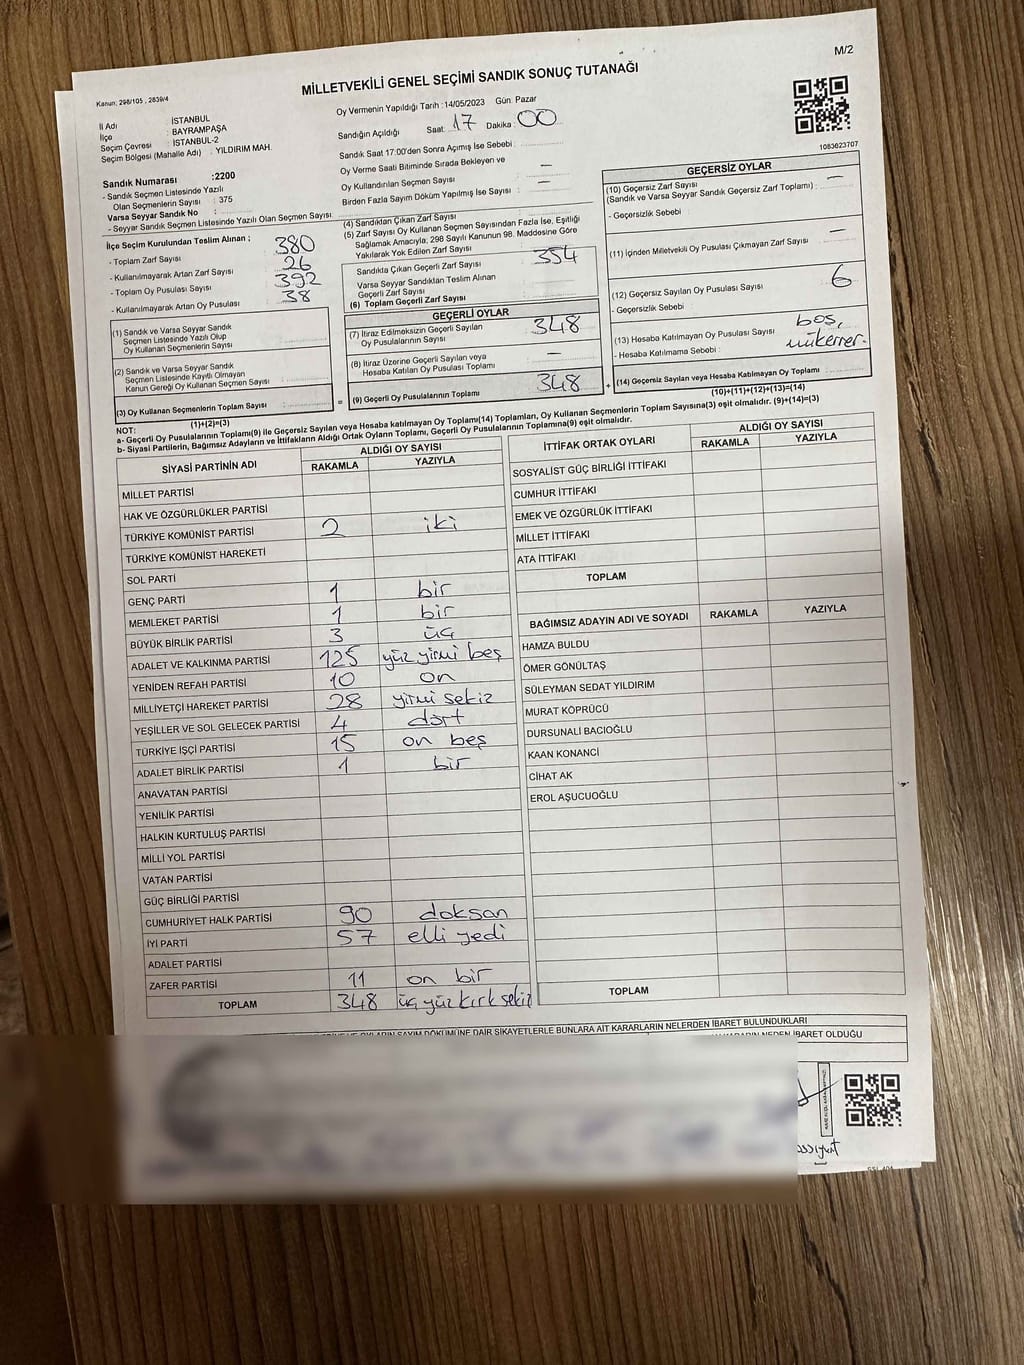 M/2
MİLLETVEKİLİ GENEL SEÇİMİ SANDIK SONUÇ TUTANAĞI
Kanun: 298/105 , 2839/4
İl Adı : İSTANBUL
İlçe : BAYRAMPAŞA
Seçim Çevresi : İSTANBUL-2
Seçim Bölgesi (Mahalle Adı) : YILDIRIM MAH.
Oy Vermenin Yapıldığı Tarih :14/05/2023 Gün: Pazar
Sandığın Açıldığı Saat: 17 Dakika: 00
Sandık Saat 17:00'den Sonra Açılmış İse Sebebi :
Oy Verme Saati Bitiminde Sırada Bekleyen ve
Oy Kullandırılan Seçmen Sayısı : —
Birden Fazla Sayım Döküm Yapılmış İse Sayısı : —
1083623707
Sandık Numarası :2200
- Sandık Seçmen Listesinde Yazılı
Olan Seçmenlerin Sayısı : 375
Varsa Seyyar Sandık No :
- Seyyar Sandık Seçmen Listesinde Yazılı Olan Seçmen Sayısı :
İlçe Seçim Kurulundan Teslim Alınan ;
- Toplam Zarf Sayısı : 380
- Kullanılmayarak Artan Zarf Sayısı : 26
- Toplam Oy Pusulası Sayısı : 392
- Kullanılmayarak Artan Oy Pusulası : 38
(1) Sandık ve Varsa Seyyar Sandık
Seçmen Listesinde Yazılı Olup
Oy Kullanan Seçmenlerin Sayısı :
(2) Sandık ve Varsa Seyyar Sandık
Seçmen Listesinde Kayıtlı Olmayan
Kanun Gereği Oy Kullanan Seçmen Sayısı :
(3) Oy Kullanan Seçmenlerin Toplam Sayısı :
(1)+(2)=(3)
(4) Sandıktan Çıkan Zarf Sayısı
(5) Zarf Sayısı Oy Kullanan Seçmen Sayısından Fazla İse, Eşitliği
Sağlamak Amacıyla, 298 Sayılı Kanunun 98. Maddesine Göre
Yakılarak Yok Edilen Zarf Sayısı :
Sandıkta Çıkan Geçerli Zarf Sayısı : 354
Varsa Seyyar Sandıktan Teslim Alınan
Geçerli Zarf Sayısı :
(6) Toplam Geçerli Zarf Sayısı :
GEÇERLİ OYLAR
(7) İtiraz Edilmeksizin Geçerli Sayılan
Oy Pusulalarının Sayısı : 348
(8) İtiraz Üzerine Geçerli Sayılan veya
Hesaba Katılan Oy Pusulası Toplamı : —
= (9) Geçerli Oy Pusulalarının Toplamı : 348 +
GEÇERSİZ OYLAR
(10) Geçersiz Zarf Sayısı : —
(Sandık ve Varsa Seyyar Sandık Geçersiz Zarf Toplamı) :
- Geçersizlik Sebebi :
(11) İçinden Milletvekili Oy Pusulası Çıkmayan Zarf Sayısı : —
(12) Geçersiz Sayılan Oy Pusulası Sayısı : 6
- Geçersizlik Sebebi :
boş,
(13) Hesaba Katılmayan Oy Pusulası Sayısı : mükerrer.
- Hesaba Katılmama Sebebi :
(14) Geçersiz Sayılan veya Hesaba Katılmayan Oy Toplamı :
(10)+(11)+(12)+(13)=(14)
NOT:
a- Geçerli Oy Pusulalarının Toplamı(9) ile Geçersiz Sayılan veya Hesaba Katılmayan Oy Toplamı(14) Toplamları, Oy Kullanan Seçmenlerin Toplam Sayısına(3) eşit olmalıdır. (9)+(14)=(3)
b- Siyasi Partilerin, Bağımsız Adayların ve İttifakların Aldığı Ortak Oyların Toplamı, Geçerli Oy Pusulalarının Toplamına(9) eşit olmalıdır.
SİYASİ PARTİNİN ADI ALDIĞI OY SAYISI
RAKAMLA YAZIYLA
MİLLET PARTİSİ
HAK VE ÖZGÜRLÜKLER PARTİSİ
TÜRKİYE KOMÜNİST PARTİSİ 2 iki
TÜRKİYE KOMÜNİST HAREKETİ
SOL PARTİ
GENÇ PARTİ 1 bir
MEMLEKET PARTİSİ 1 bir
BÜYÜK BİRLİK PARTİSİ 3 üç
ADALET VE KALKINMA PARTİSİ 125 yüz yirmi beş
YENİDEN REFAH PARTİSİ 10 on
MİLLİYETÇİ HAREKET PARTİSİ 28 yirmi sekiz
YEŞİLLER VE SOL GELECEK PARTİSİ 4 dört
TÜRKİYE İŞÇİ PARTİSİ 15 on beş
ADALET BİRLİK PARTİSİ 1 bir
ANAVATAN PARTİSİ
YENİLİK PARTİSİ
HALKIN KURTULUŞ PARTİSİ
MİLLİ YOL PARTİSİ
VATAN PARTİSİ
GÜÇ BİRLİĞİ PARTİSİ
CUMHURİYET HALK PARTİSİ 90 doksan
İYİ PARTİ 57 elli yedi
ADALET PARTİSİ
ZAFER PARTİSİ 11 on bir
TOPLAM 348 üç yüz kırk sekiz
İTTİFAK ORTAK OYLARI ALDIĞI OY SAYISI
RAKAMLA YAZIYLA
SOSYALİST GÜÇ BİRLİĞİ İTTİFAKI
CUMHUR İTTİFAKI
EMEK VE ÖZGÜRLÜK İTTİFAKI
MİLLET İTTİFAKI
ATA İTTİFAKI
TOPLAM
BAĞIMSIZ ADAYIN ADI VE SOYADI RAKAMLA YAZIYLA
HAMZA BULDU
ÖMER GÖNÜLTAŞ
SÜLEYMAN SEDAT YILDIRIM
MURAT KÖPRÜCÜ
DURSUNALİ BACIOĞLU
KAAN KONANCİ
CİHAT AK
EROL AŞUCUOĞLU
TOPLAM
VE OYLARIN SAYIM DÖKÜMÜNE DAİR ŞİKAYETLERLE BUNLARA AİT KARARLARIN NELERDEN İBARET BULUNDUKLARI
NEDEN İBARET OLDUĞU